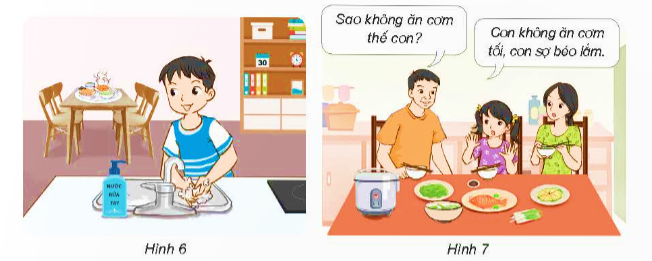 Sao không ăn cơm
thế con?
Con không ăn cơm
tối, con sợ béo lắm.
30
NƯỚC
RỬA
TAY
Hình 6
Hình 7